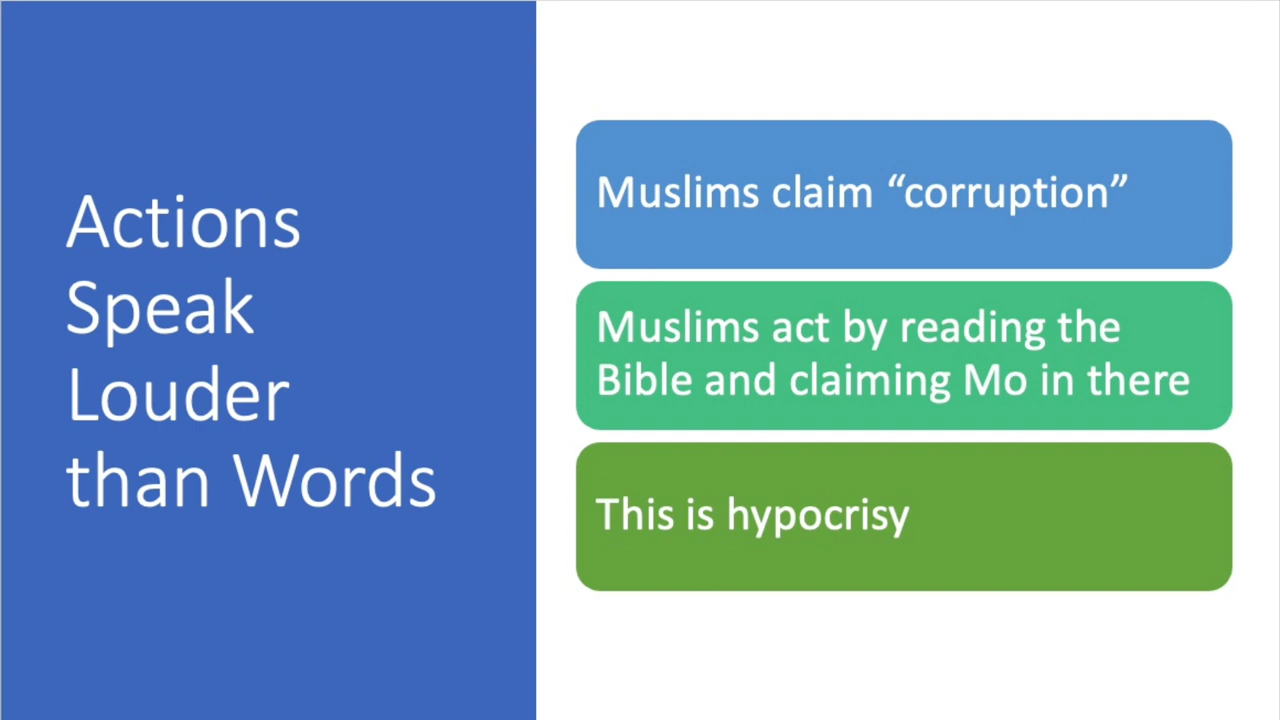 Actions
Speak
Louder
than Words
Muslims claim “corruption”
Muslims act by reading the
Bible and claiming Mo in there
This is hypocrisy